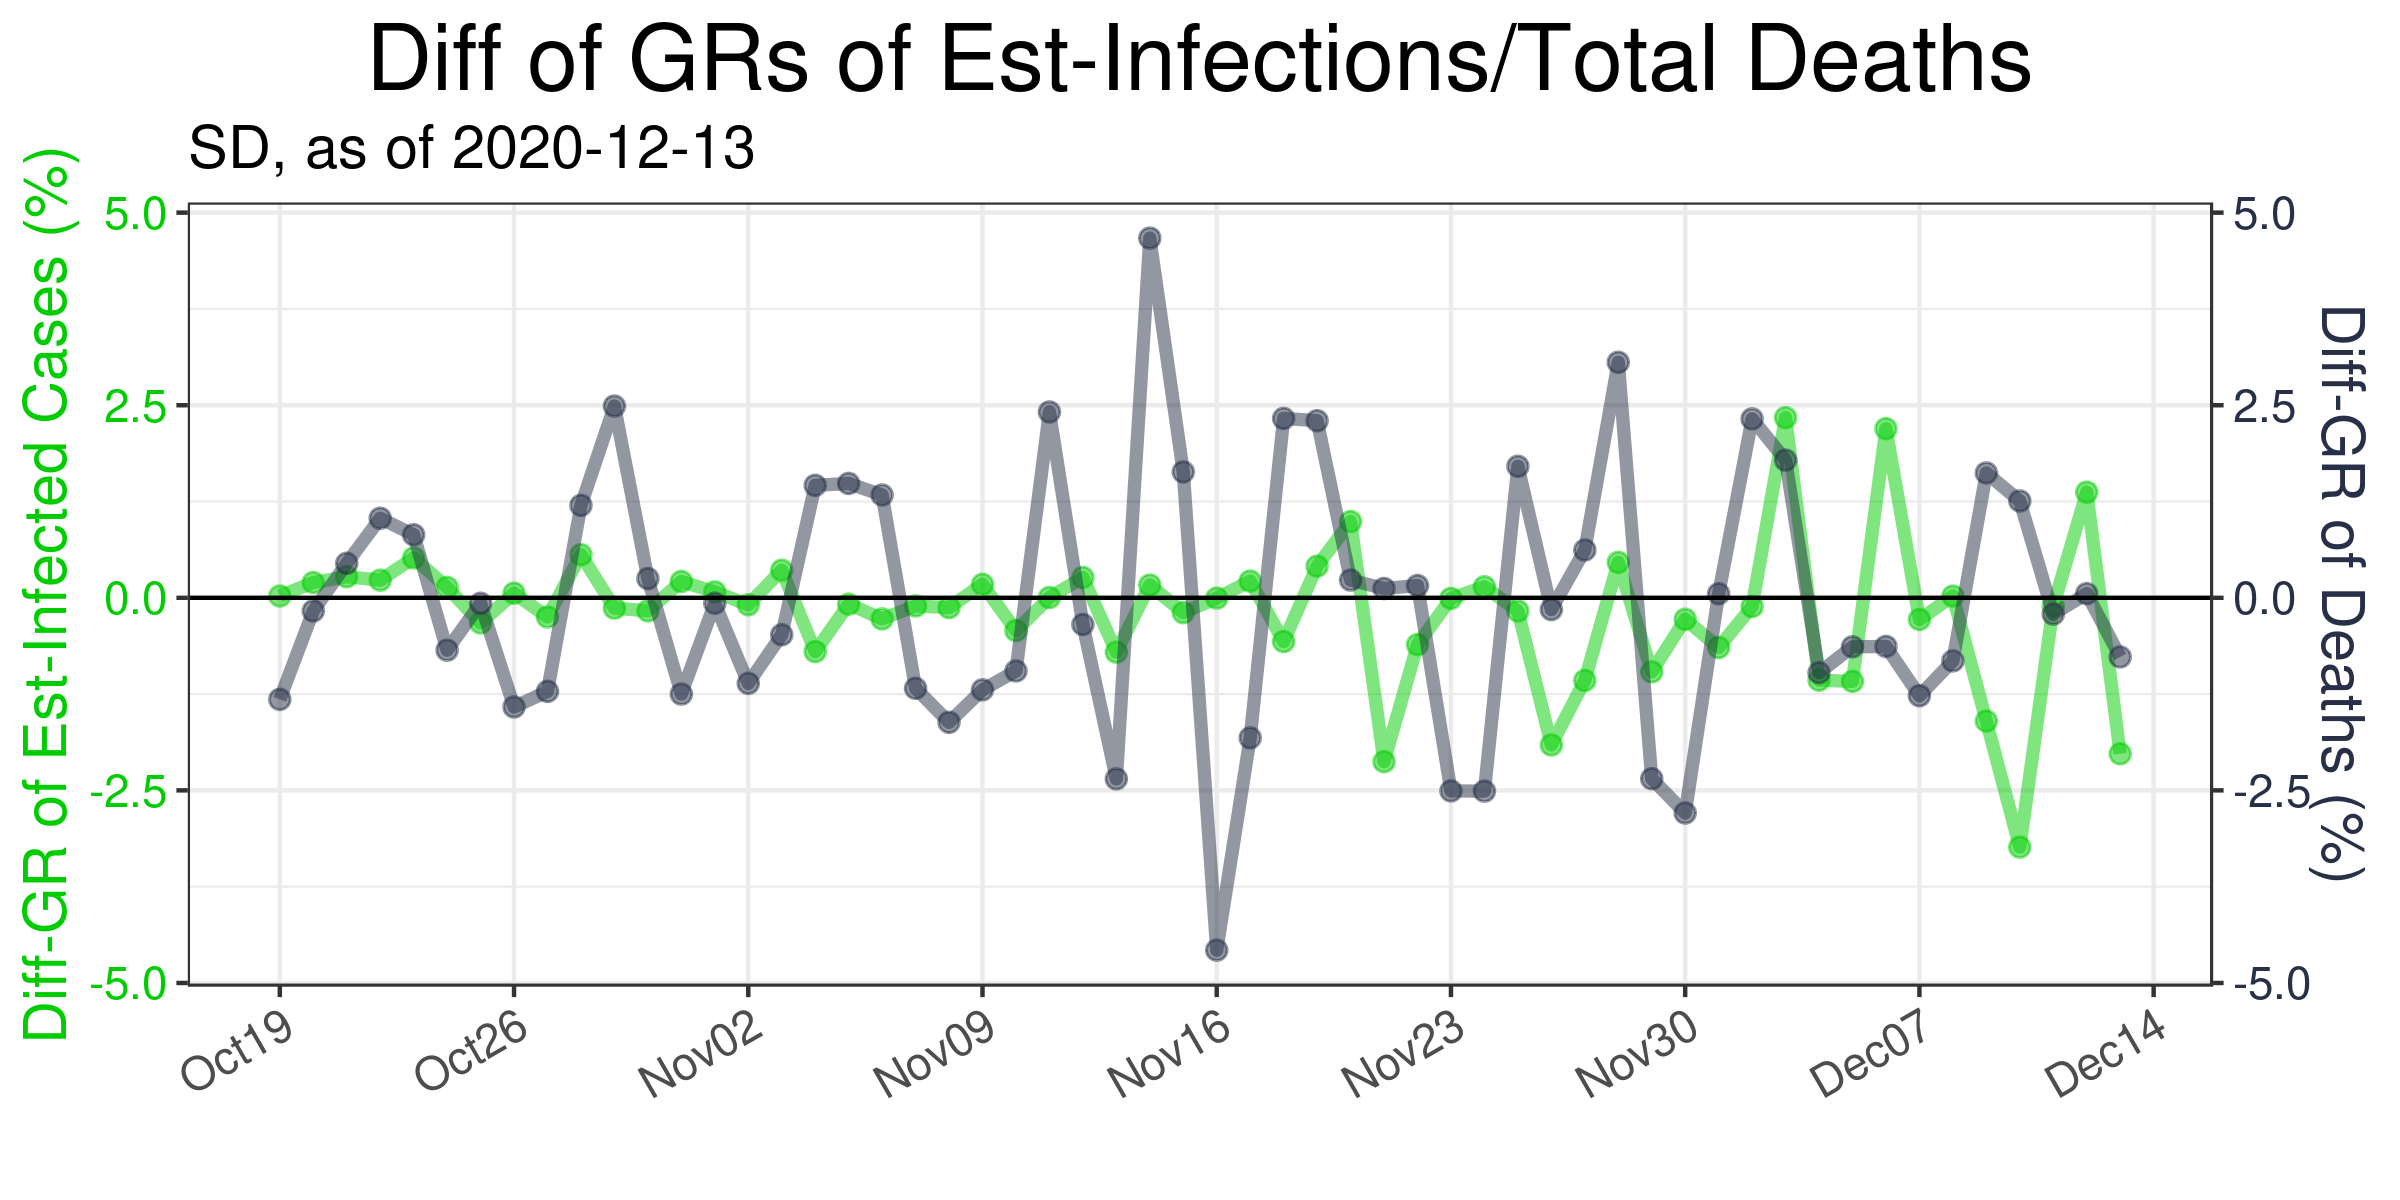 Diff of GRs of Est-Infections/Total Deaths
SD, as of 2020-12-13
Diff-GR of Est-Infected Cases (%)
5.0
2.5
0.0
-2.5
-5.0
5.0
2.5
0.0
-2.5
-5.0
Diff-GR of Deaths (%)
Oct19
Oct26
Nov02
Nov09
Nov16
Nov23
Nov30
Dec07
Dec14